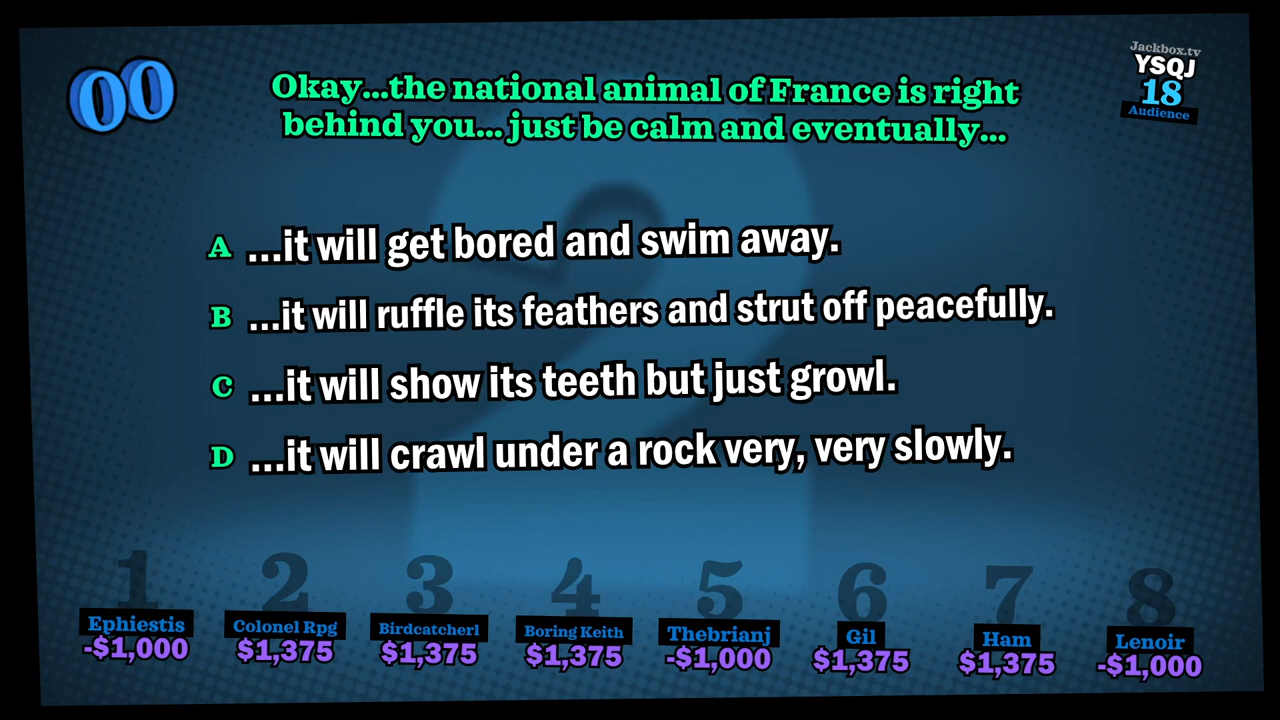 00
Okay...the national animal of France is right
behind you... just be calm and eventually...
Jackbox.tv
YSQJ
18
Audience
2
A ...it will get bored and swim away.
B ...it will ruffle its feathers and strut off peacefully.
C ...it will show its teeth but just growl.
D ...it will crawl under a rock very, very slowly.
1 2 3 4 5 6 7 8
Ephiestis Colonel Rpg Birdcatcherl Boring Keith Thebrianj Gil Ham Lenoir
-$1,000 $1,375 $1,375 $1,375 -$1,000 $1,375 $1,375 -$1,000